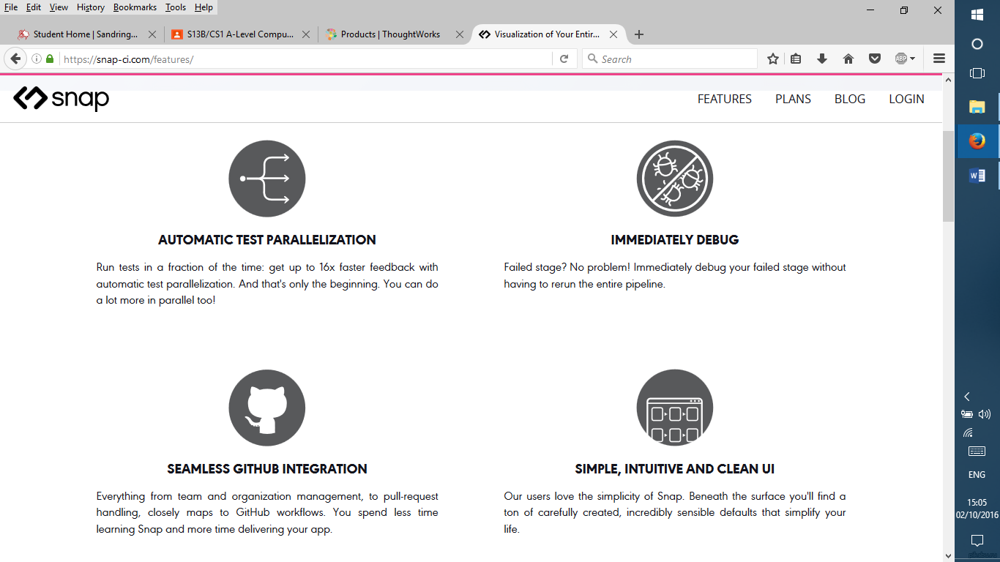 File Edit View History Bookmarks Tools Help
Student Home | Sandring...
S13B/CS1 A-Level Compu...
Products | ThoughtWorks
Visualization of Your Entir...
https://snap-ci.com/features/
Search
ABP
snap
FEATURES PLANS BLOG LOGIN
AUTOMATIC TEST PARALLELIZATION
Run tests in a fraction of the time: get up to 16x faster feedback with
automatic test parallelization. And that's only the beginning. You can do
a lot more in parallel too!
IMMEDIATELY DEBUG
Failed stage? No problem! Immediately debug your failed stage without
having to rerun the entire pipeline.
SEAMLESS GITHUB INTEGRATION
Everything from team and organization management, to pull-request
handling, closely maps to GitHub workflows. You spend less time
learning Snap and more time delivering your app.
SIMPLE, INTUITIVE AND CLEAN UI
Our users love the simplicity of Snap. Beneath the surface you'll find a
ton of carefully created, incredibly sensible defaults that simplify your
life.
ENG
15:05
02/10/2016